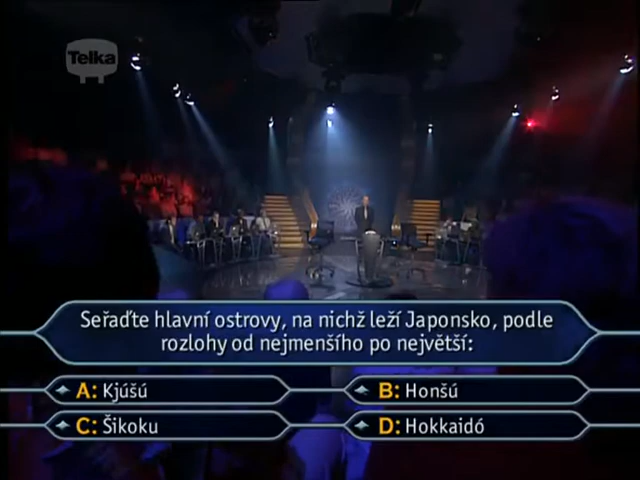 Telka
Seřaďte hlavní ostrovy, na nichž leží Japonsko, podle
rozlohy od nejmenšího po největší:
A: Kjúšú
B: Honšú
C: Šikoku
D: Hokkaidó